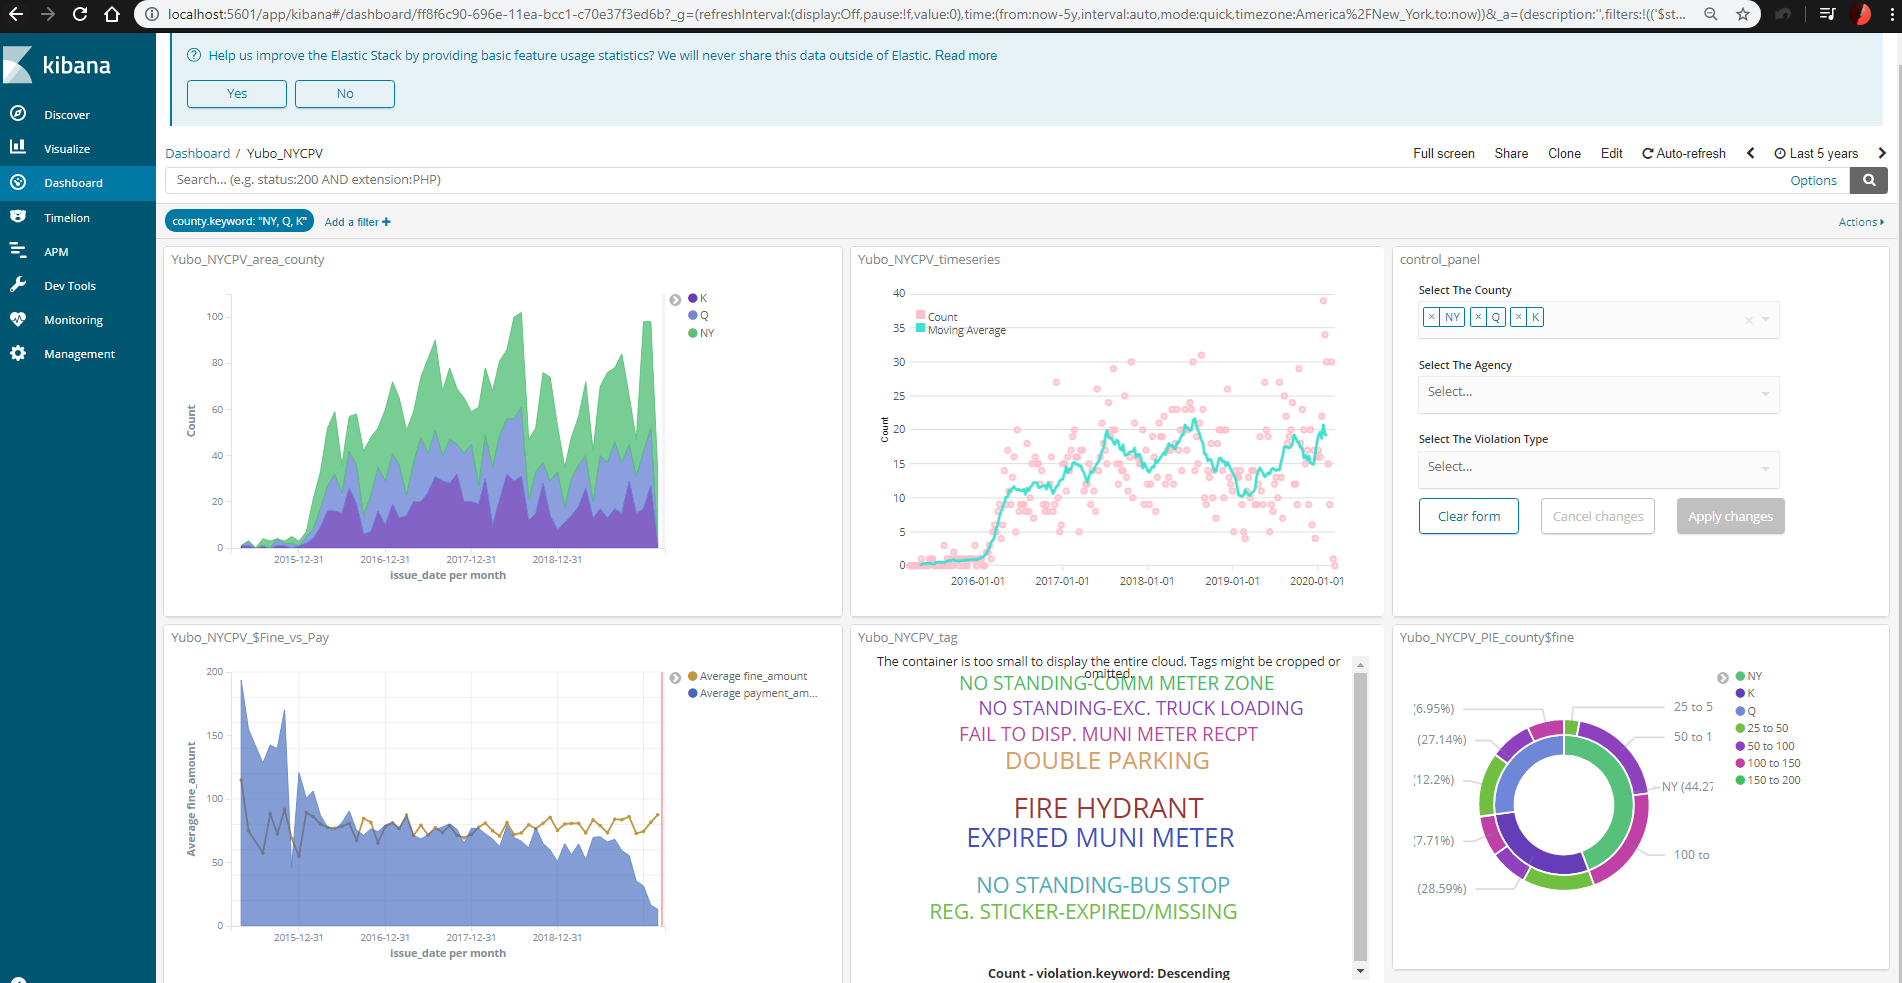 localhost:5601/app/kibana#/dashboard/ff8f6c90-696e-11ea-bcc1-c70e37f3ed6b?_g=(refreshInterval:(display:Off,pause:!f,value:0),time:(from:now-5y,interval:auto,mode:quick,timezone:America%2FNew_York,to:now))&_a=(description:'',filters:!(('$st...
kibana
Discover
Visualize
Dashboard
Timelion
APM
Dev Tools
Monitoring
Management
Help us improve the Elastic Stack by providing basic feature usage statistics? We will never share this data outside of Elastic. Read more
Yes No
Dashboard / Yubo_NYCPV
Full screen Share Clone Edit Auto-refresh Last 5 years
Search... (e.g. status:200 AND extension:PHP) Options
county.keyword: "NY, Q, K" Add a filter + Actions
Yubo_NYCPV_area_county
Count
100
80
60
40
20
0
2015-12-31 2016-12-31 2017-12-31 2018-12-31
issue_date per month
K
Q
NY
Yubo_NYCPV_timeseries
Count
40
35
30
25
20
15
10
5
0
Count
Moving Average
2016-01-01 2017-01-01 2018-01-01 2019-01-01 2020-01-01
control_panel
Select The County
× NY × Q × K
Select The Agency
Select...
Select The Violation Type
Select...
Clear form Cancel changes Apply changes
Yubo_NYCPV_$Fine_vs_Pay
Average fine_amount
200
150
100
50
0
2015-12-31 2016-12-31 2017-12-31 2018-12-31
issue_date per month
Average fine_amount
Average payment_am...
Yubo_NYCPV_tag
The container is too small to display the entire cloud. Tags might be cropped or
omitted.
NO STANDING-COMM METER ZONE
NO STANDING-EXC. TRUCK LOADING
FAIL TO DISP. MUNI METER RECPT
DOUBLE PARKING
FIRE HYDRANT
EXPIRED MUNI METER
NO STANDING-BUS STOP
REG. STICKER-EXPIRED/MISSING
Count - violation.keyword: Descending
Yubo_NYCPV_PIE_county$fine
(6.95%)
(27.14%)
(12.2%)
(7.71%)
(28.59%)
25 to 5
50 to 1
NY (44.27
100 to
NY
K
Q
25 to 50
50 to 100
100 to 150
150 to 200